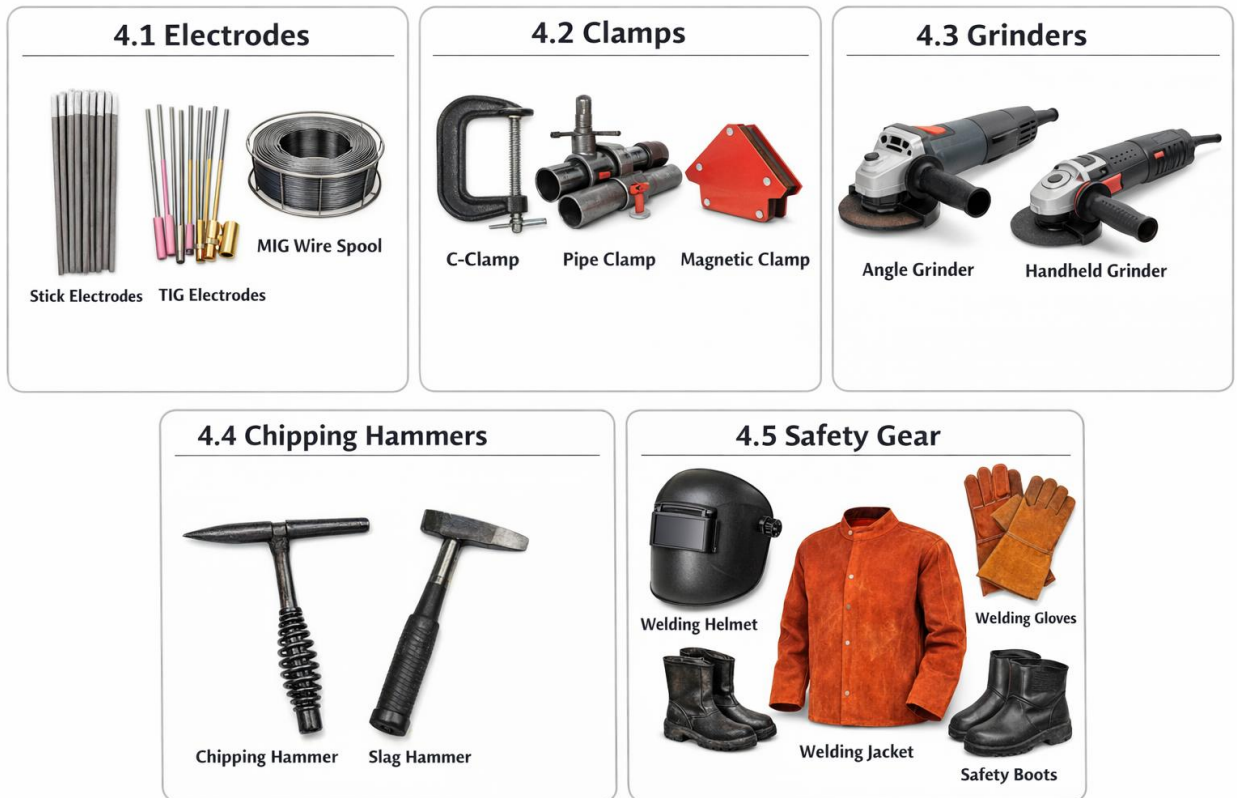 4.1 Electrodes
Stick Electrodes
TIG Electrodes
MIG Wire Spool
4.2 Clamps
C-Clamp
Pipe Clamp
Magnetic Clamp
4.3 Grinders
Angle Grinder
Handheld Grinder
4.4 Chipping Hammers
Chipping Hammer
Slag Hammer
4.5 Safety Gear
Welding Helmet
Welding Gloves
Welding Jacket
Safety Boots